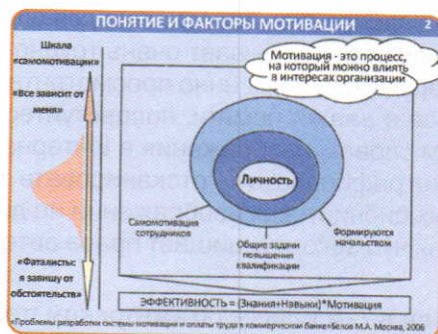 ПОНЯТИЕ И ФАКТОРЫ МОТИВАЦИИ 2
Шкала
«самомотивации»
«Все зависит от
меня»
Мотивация - это процесс,
на который можно влиять
в интересах организации
Личность
Самомотивация
сотрудников
Общие задачи
повышения
квалификации
Формируются
начальством
«Фаталисты:
я завишу от
обстоятельств»
ЭФФЕКТИВНОСТЬ = (Знания+Навыки)*Мотивация
«Проблемы разработки системы мотивации и оплаты труда в коммерческом банке»Белов М.А. Москва, 2006